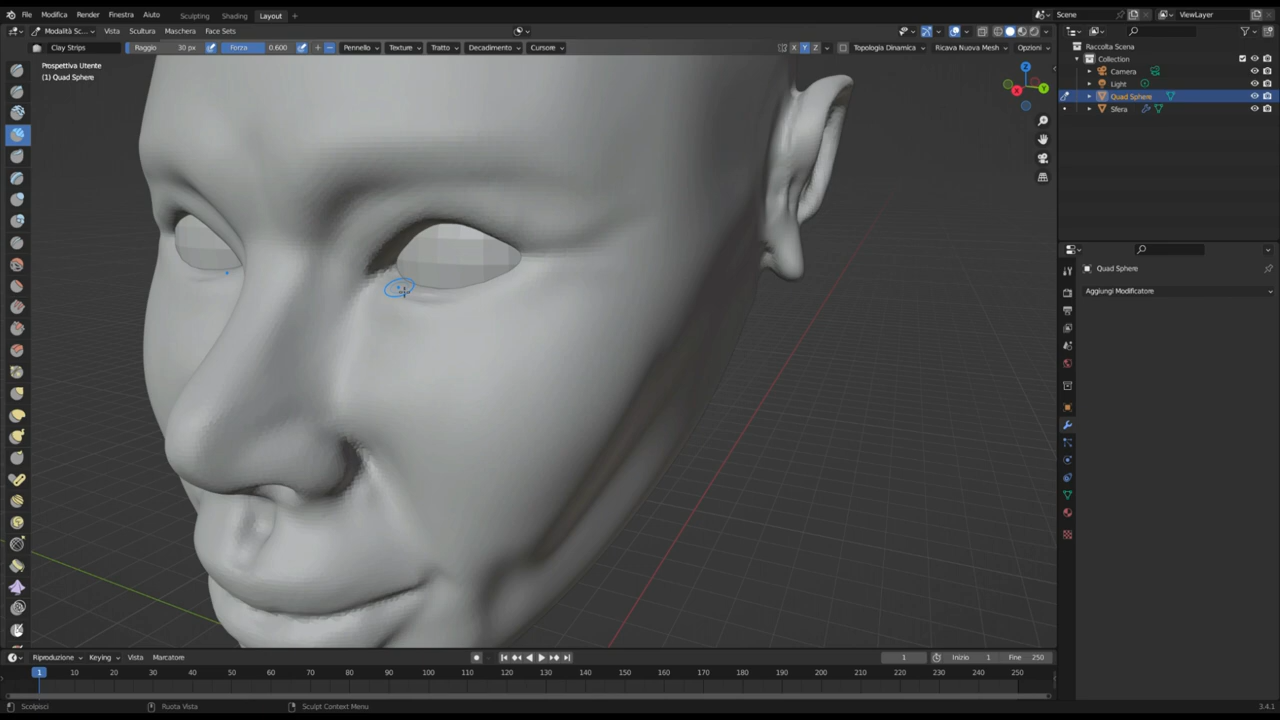 File Modifica Render Finestra Aiuto Sculpting Shading Layout + Scene ViewLayer
Modalità Sc... Vista Scultura Maschera Face Sets
Clay Strips Raggio 30 px Forza 0.600 + − Pennello Texture Tratto Decadimento Cursore X Y Z Topologia Dinamica Ricava Nuova Mesh Opzioni
Raccolta Scena
Collection
Camera
Light
Quad Sphere
Sfera
Prospettiva Utente
(1) Quad Sphere
Z
X
Y
Quad Sphere
Aggiungi Modificatore
Riproduzione Keying Vista Marcatore 1 Inizio 1 Fine 250
1 10 20 30 40 50 60 70 80 90 100 110 120 130 140 150 160 170 180 190 200 210 220 230 240 250
Scolpisci Ruota Vista Sculpt Context Menu 3.4.1